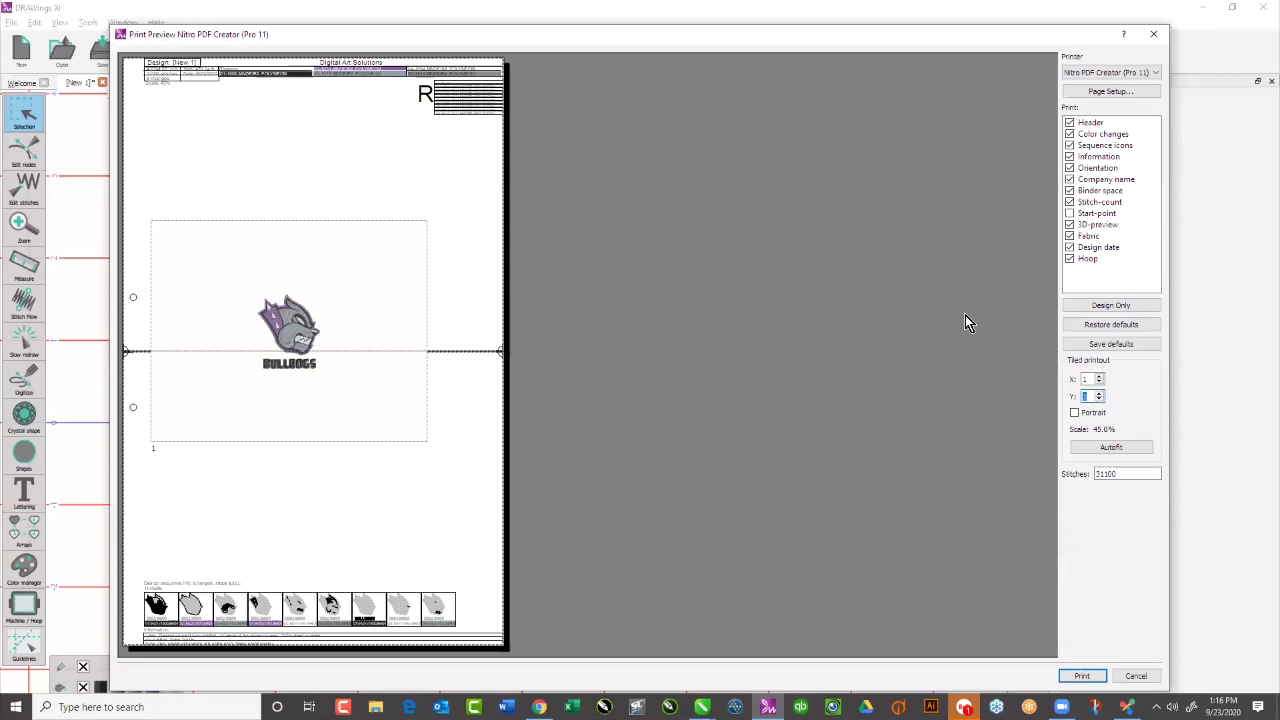 DRAWings XI
File Edit View Tools Window Help
New Open Save
Welcome
[New 1]*
Selection
Edit nodes
Edit stitches
Zoom
Measure
Stitch Flow
Slow redraw
Digitize
Crystal shape
Shapes
Lettering
Arrays
Color manager
Machine / Hoop
Guidelines
Print Preview Nitro PDF Creator (Pro 11)
?
Design: [New 1] Digital Art Solutions
R
BULLDOGS
1
Printer
Nitro PDF Creator (Pro 11)
Page Setup...
Print:
Header
Color changes
Sequence icons
Information
Orientation
Company name
Binder space
Stitch-count
Start-point
3D-preview
Fabric
Design date
Hoop
Design Only
Restore defaults
Save defaults
Tiled printout
X: 1
Y: 1
Portrait
Scale: 45.0%
Autofit
Stitches: 31100
Print Cancel
Type here to search
1:16 PM
9/23/2020